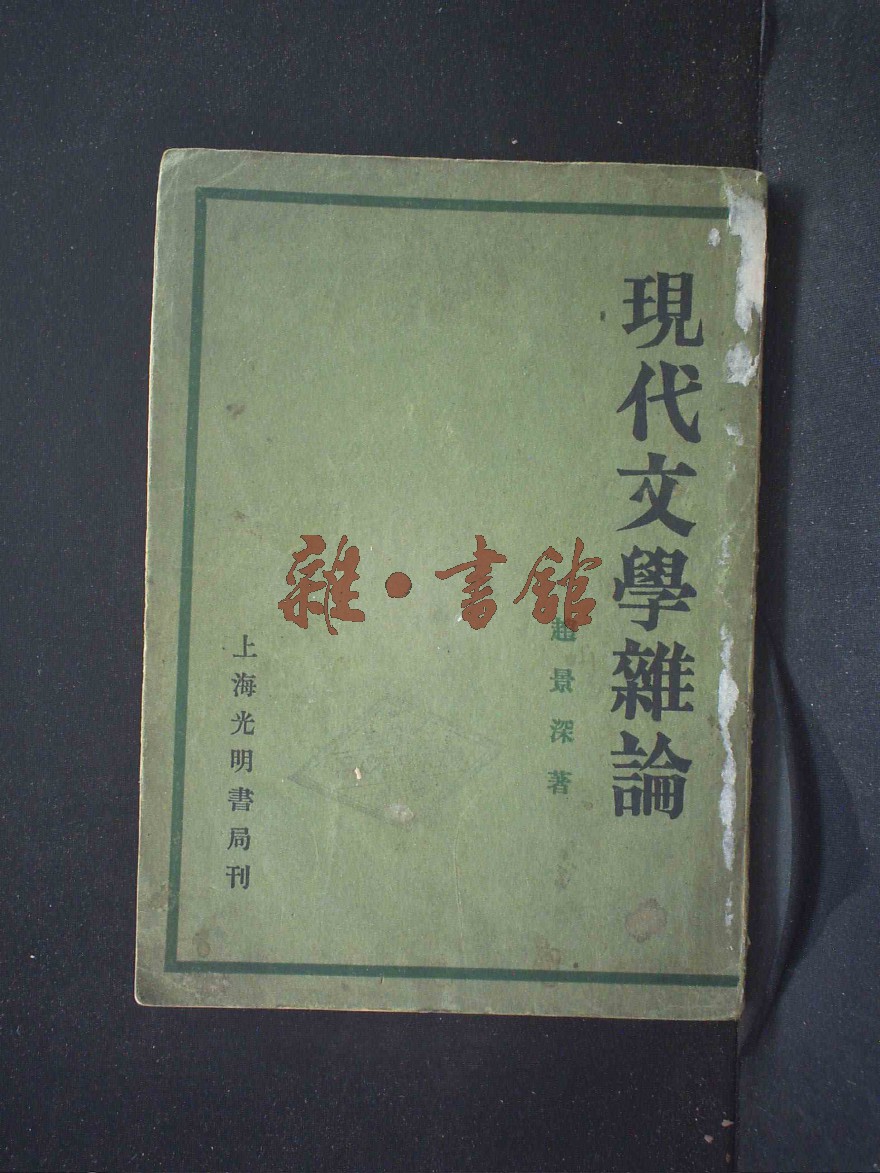 現代文學雜論
趙景深著
上海光明書局刊
雜·書館